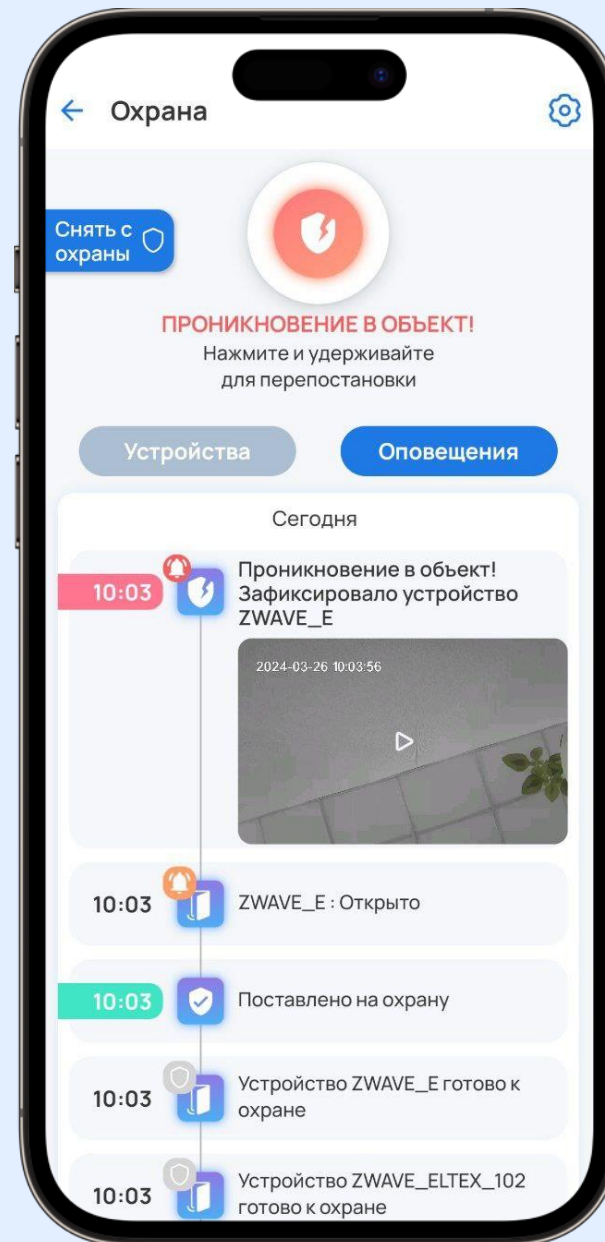 Охрана
Снять с
охраны
ПРОНИКНОВЕНИЕ В ОБЪЕКТ!
Нажмите и удерживайте
для перепостановки
Устройства
Оповещения
Сегодня
10:03
Проникновение в объект!
Зафиксировало устройство
ZWAVE_E
2024-03-26 10:03:56
10:03
ZWAVE_E : Открыто
10:03
Поставлено на охрану
10:03
Устройство ZWAVE_E готово к
охране
10:03
Устройство ZWAVE_ELTEX_102
готово к охране